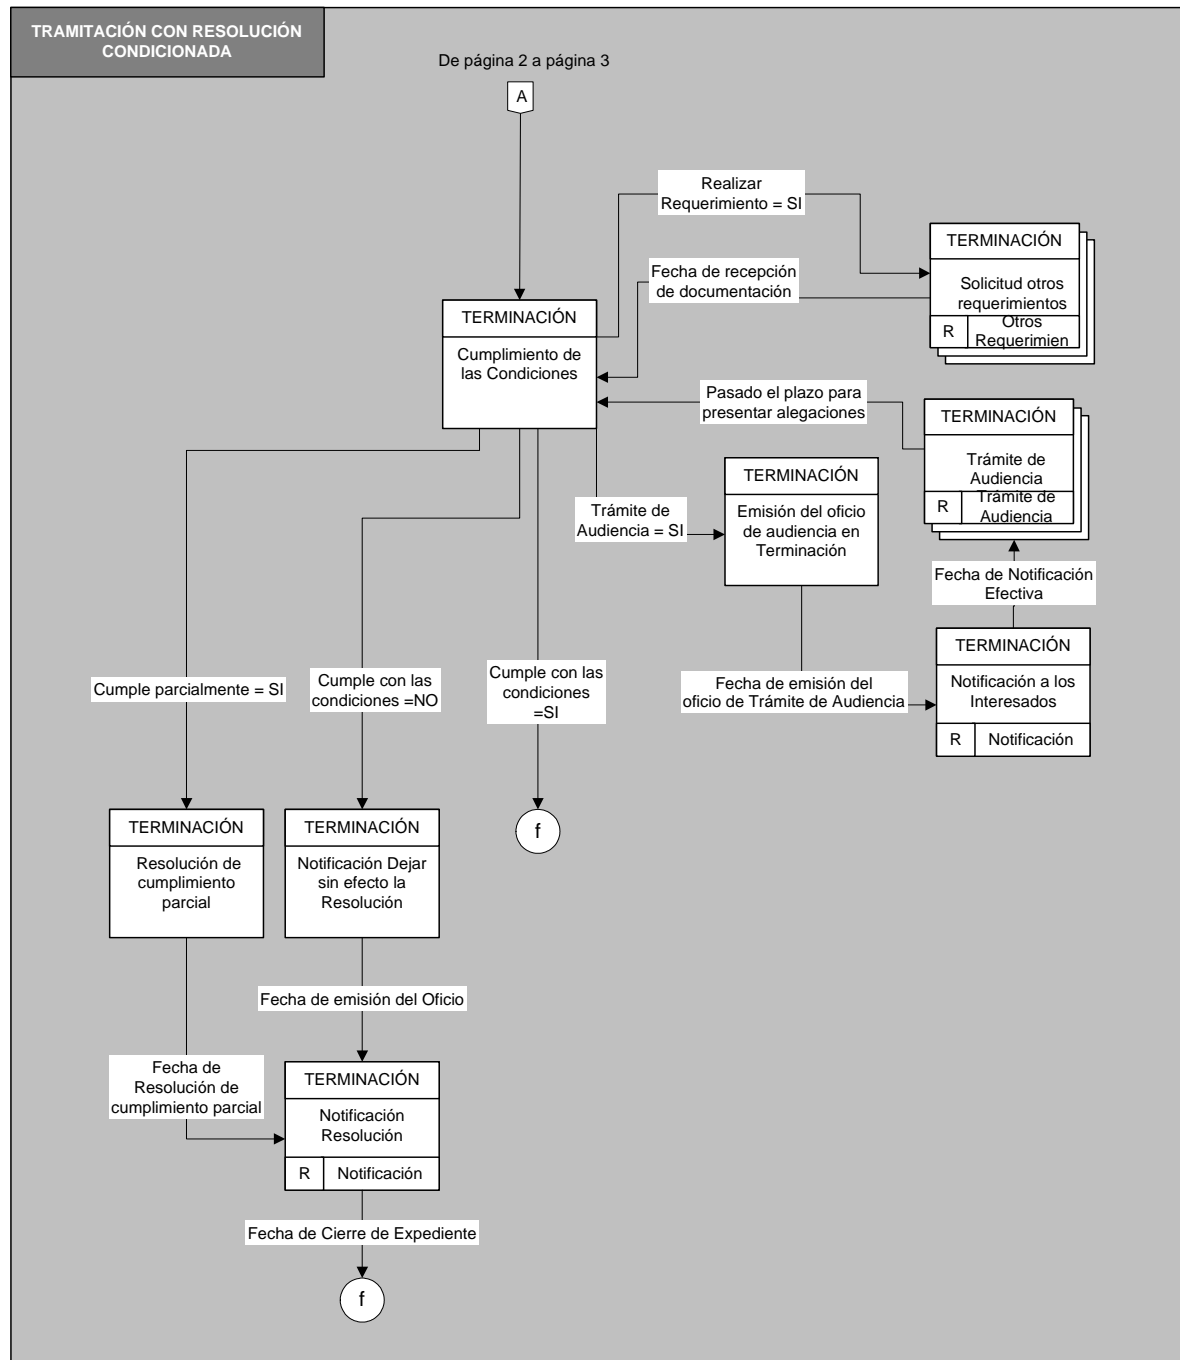 TRAMITACIÓN CON RESOLUCIÓN
CONDICIONADA
De página 2 a página 3
A
Realizar
Requerimiento = SI
TERMINACIÓN
Solicitud otros
requerimientos
R
Otros
Requerimien
Fecha de recepción
de documentación
TERMINACIÓN
Cumplimiento de
las Condiciones
Pasado el plazo para
presentar alegaciones
TERMINACIÓN
Trámite de
Audiencia
R
Trámite de
Audiencia
TERMINACIÓN
Emisión del oficio
de audiencia en
Terminación
Trámite de
Audiencia = SI
Fecha de Notificación
Efectiva
TERMINACIÓN
Notificación a los
Interesados
R
Notificación
Fecha de emisión del
oficio de Trámite de Audiencia
Cumple parcialmente = SI
Cumple con las
condiciones =NO
Cumple con las
condiciones
=SI
f
TERMINACIÓN
Resolución de
cumplimiento
parcial
TERMINACIÓN
Notificación Dejar
sin efecto la
Resolución
Fecha de emisión del Oficio
Fecha de
Resolución de
cumplimiento parcial
TERMINACIÓN
Notificación
Resolución
R
Notificación
Fecha de Cierre de Expediente
f